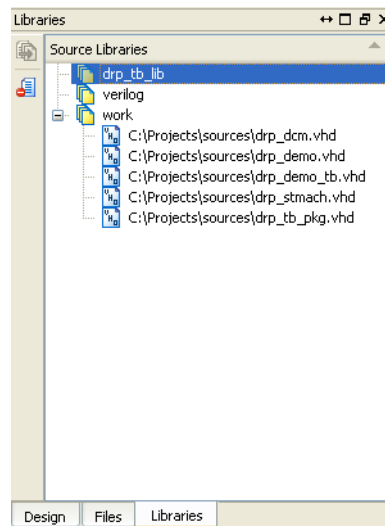 Libraries
Source Libraries
drp_tb_lib
verilog
work
C:\Projects\sources\drp_dcm.vhd
C:\Projects\sources\drp_demo.vhd
C:\Projects\sources\drp_demo_tb.vhd
C:\Projects\sources\drp_stmach.vhd
C:\Projects\sources\drp_tb_pkg.vhd
Design Files Libraries